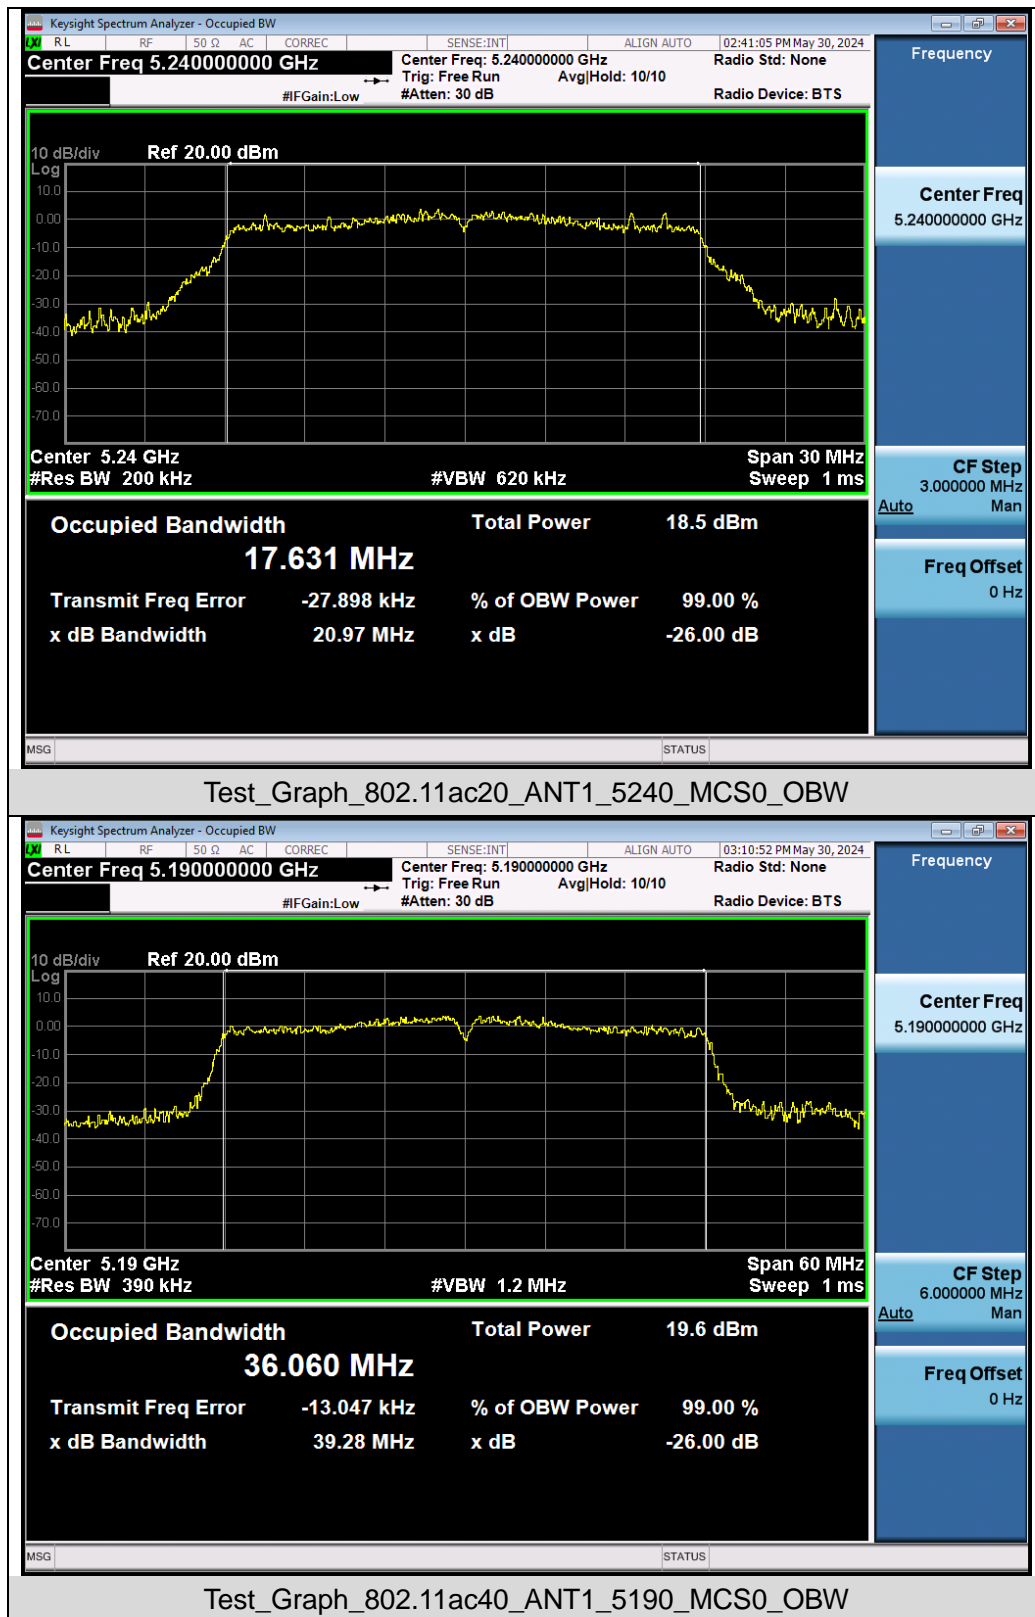 Keysight Spectrum Analyzer - Occupied BW
LXI RL RF 50 Ω AC CORREC SENSE:INT ALIGN AUTO 02:41:05 PM May 30, 2024
Center Freq 5.240000000 GHz Center Freq: 5.240000000 GHz Radio Std: None
Trig: Free Run Avg|Hold: 10/10
#IFGain:Low #Atten: 30 dB Radio Device: BTS
Frequency
10 dB/div Ref 20.00 dBm
Log
10.0
0.00
-10.0
-20.0
-30.0
-40.0
-50.0
-60.0
-70.0
Center 5.24 GHz Span 30 MHz
#Res BW 200 kHz #VBW 620 kHz Sweep 1 ms
Center Freq
5.240000000 GHz
CF Step
3.000000 MHz
Auto Man
Freq Offset
0 Hz
Occupied Bandwidth Total Power 18.5 dBm
17.631 MHz
Transmit Freq Error -27.898 kHz % of OBW Power 99.00 %
x dB Bandwidth 20.97 MHz x dB -26.00 dB
MSG STATUS
Test_Graph_802.11ac20_ANT1_5240_MCS0_OBW
Keysight Spectrum Analyzer - Occupied BW
LXI RL RF 50 Ω AC CORREC SENSE:INT ALIGN AUTO 03:10:52 PM May 30, 2024
Center Freq 5.190000000 GHz Center Freq: 5.190000000 GHz Radio Std: None
Trig: Free Run Avg|Hold: 10/10
#IFGain:Low #Atten: 30 dB Radio Device: BTS
Frequency
10 dB/div Ref 20.00 dBm
Log
10.0
0.00
-10.0
-20.0
-30.0
-40.0
-50.0
-60.0
-70.0
Center 5.19 GHz Span 60 MHz
#Res BW 390 kHz #VBW 1.2 MHz Sweep 1 ms
Center Freq
5.190000000 GHz
CF Step
6.000000 MHz
Auto Man
Freq Offset
0 Hz
Occupied Bandwidth Total Power 19.6 dBm
36.060 MHz
Transmit Freq Error -13.047 kHz % of OBW Power 99.00 %
x dB Bandwidth 39.28 MHz x dB -26.00 dB
MSG STATUS
Test_Graph_802.11ac40_ANT1_5190_MCS0_OBW